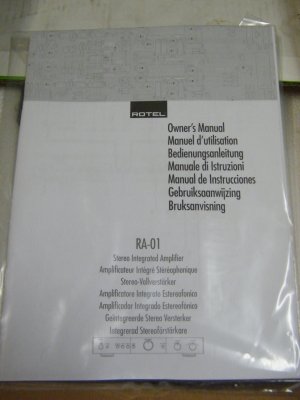 ROTEL
Owner's Manual
Manuel d'utilisation
Bedienungsanleitung
Manuale di Istruzioni
Manual de Instrucciones
Gebruiksaanwijzing
Bruksanvisning
RA-01
Stereo Integrated Amplifier
Amplificateur Intégré Stéréophonique
Stereo-Vollverstärker
Amplificatore Integrato Estereofonico
Amplificador Integrado Estereofónico
Geïntegreerde Stereo Versterker
Integrerad Stereoförstärkare